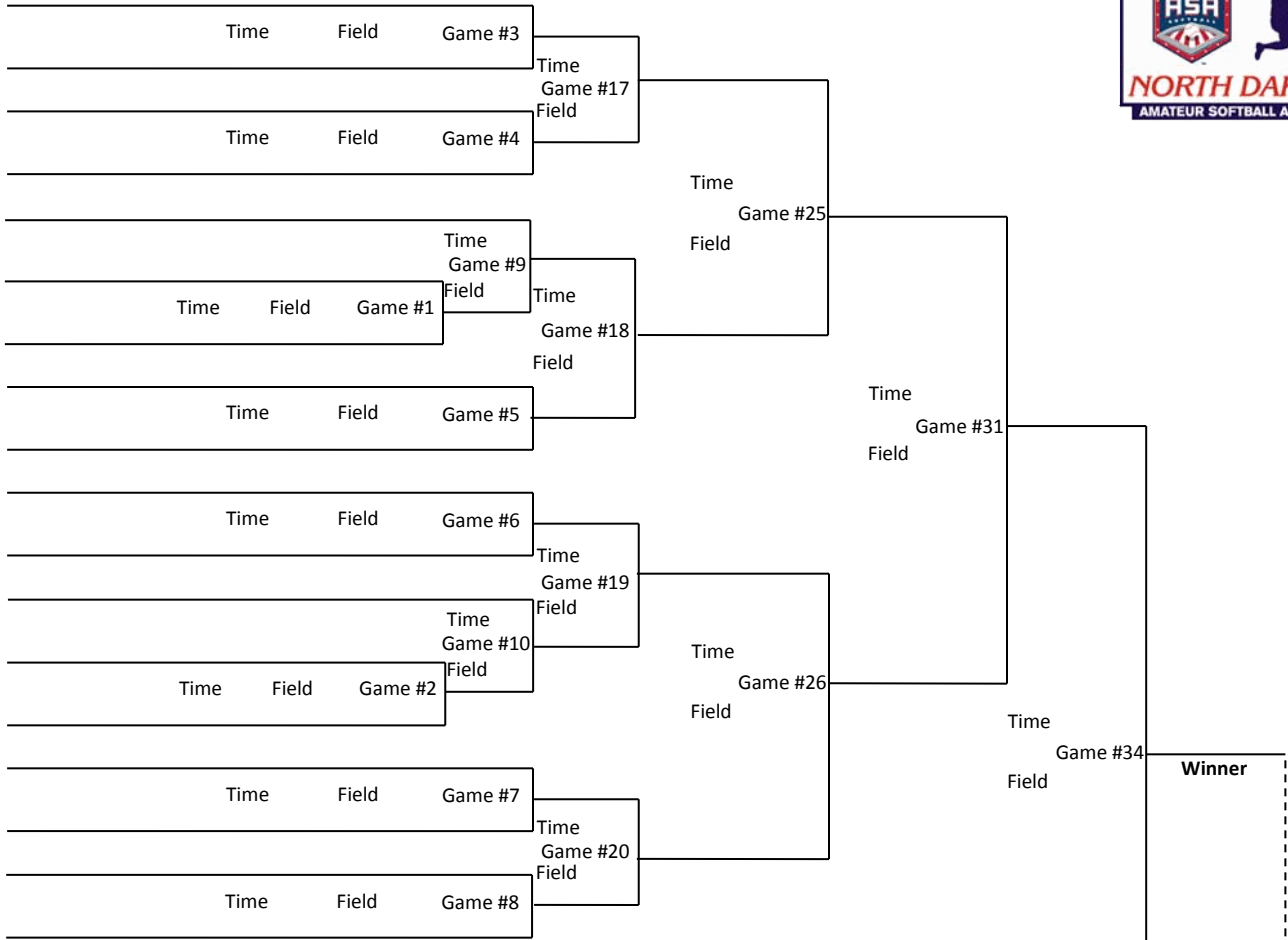 ASA
SOFTBALL
NORTH DA
AMATEUR SOFTBALL A
Time Field Game #3
Time
Game #17
Field
Time Field Game #4
Time
Game #25
Field
Time
Game #9
Field
Time Field Game #1
Time
Game #18
Field
Time Field Game #5
Time
Game #31
Field
Time Field Game #6
Time
Game #19
Field
Time
Game #10
Field
Time Field Game #2
Time
Game #26
Field
Time
Game #34
Field
Winner
Time Field Game #7
Time
Game #20
Field
Time Field Game #8